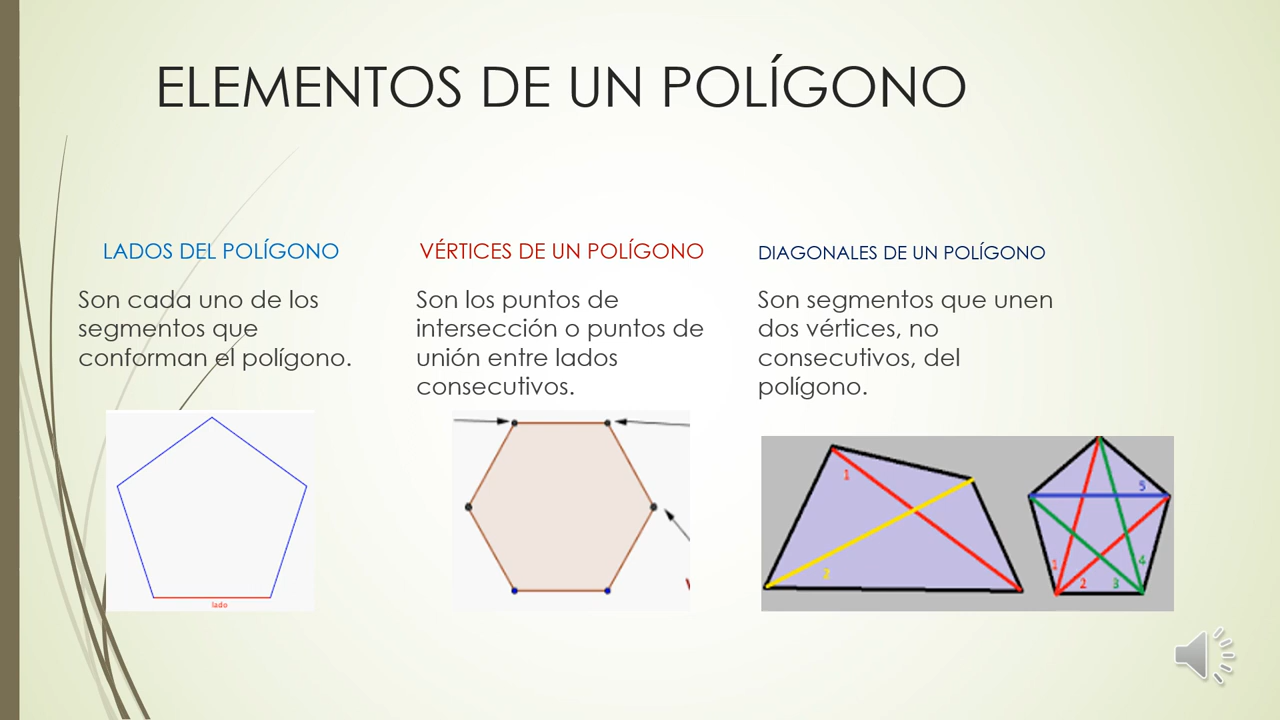 ELEMENTOS DE UN POLÍGONO
LADOS DEL POLÍGONO
Son cada uno de los
segmentos que
conforman el polígono.
lado
VÉRTICES DE UN POLÍGONO
Son los puntos de
intersección o puntos de
unión entre lados
consecutivos.
DIAGONALES DE UN POLÍGONO
Son segmentos que unen
dos vértices, no
consecutivos, del
polígono.
1
2
5
1
4
2
3